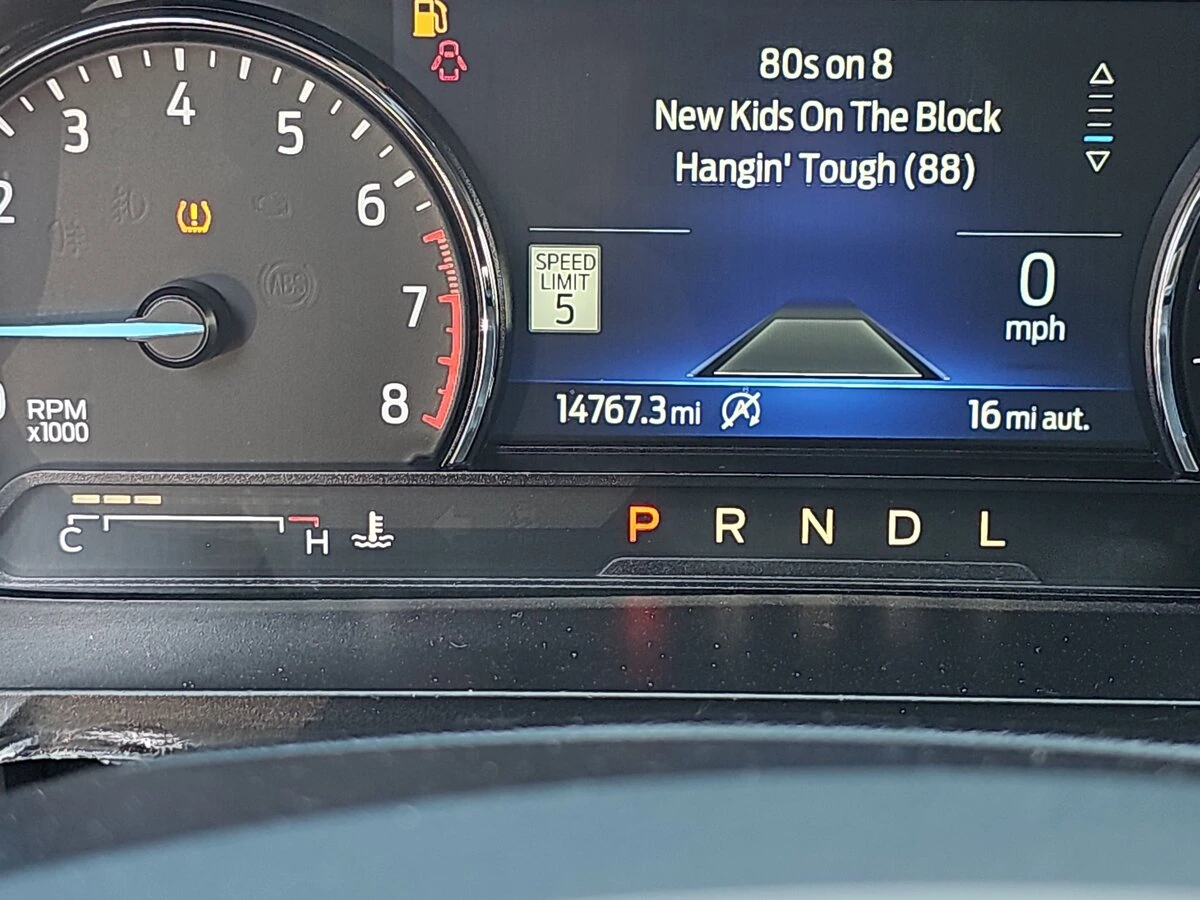 80s on 8
New Kids On The Block
Hangin' Tough (88)
2
3
4
5
6
7
8
ABS
RPM
x1000
SPEED
LIMIT
5
0
mph
14767.3 mi
A
16 mi aut.
C
H
P R N D L